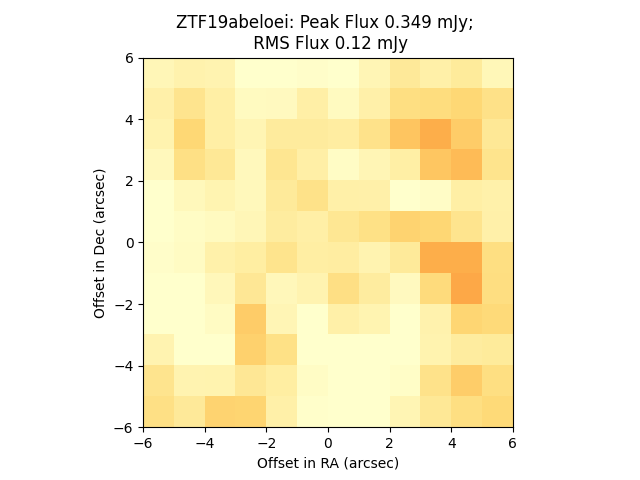 ZTF19abeloei: Peak Flux 0.349 mJy;
RMS Flux 0.12 mJy
6
4
2
0
−2
−4
−6
Offset in Dec (arcsec)
−6 −4 −2 0 2 4 6
Offset in RA (arcsec)